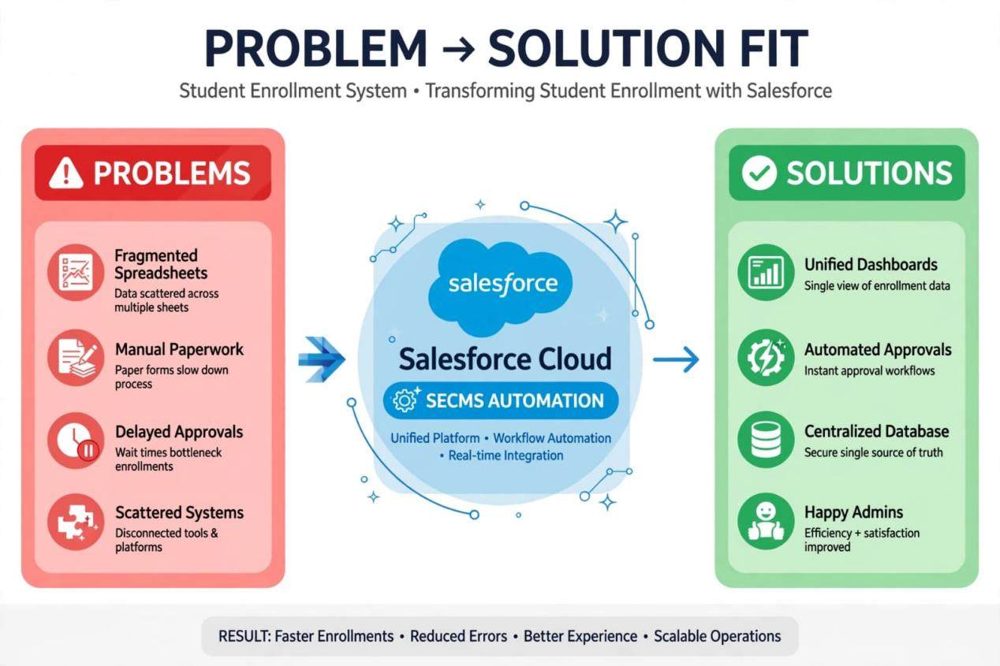 PROBLEM → SOLUTION FIT
Student Enrollment System • Transforming Student Enrollment with Salesforce
PROBLEMS
Fragmented
Spreadsheets
Data scattered across
multiple sheets
Manual Paperwork
Paper forms slow down
process
Delayed Approvals
Wait times bottleneck
enrollments
Scattered Systems
Disconnected tools &
platforms
salesforce
Salesforce Cloud
SECMS AUTOMATION
Unified Platform • Workflow Automation
• Real-time Integration
SOLUTIONS
Unified Dashboards
Single view of enrollment data
Automated Approvals
Instant approval workflows
Centralized Database
Secure single source of truth
Happy Admins
Efficiency + satisfaction
improved
RESULT: Faster Enrollments • Reduced Errors • Better Experience • Scalable Operations